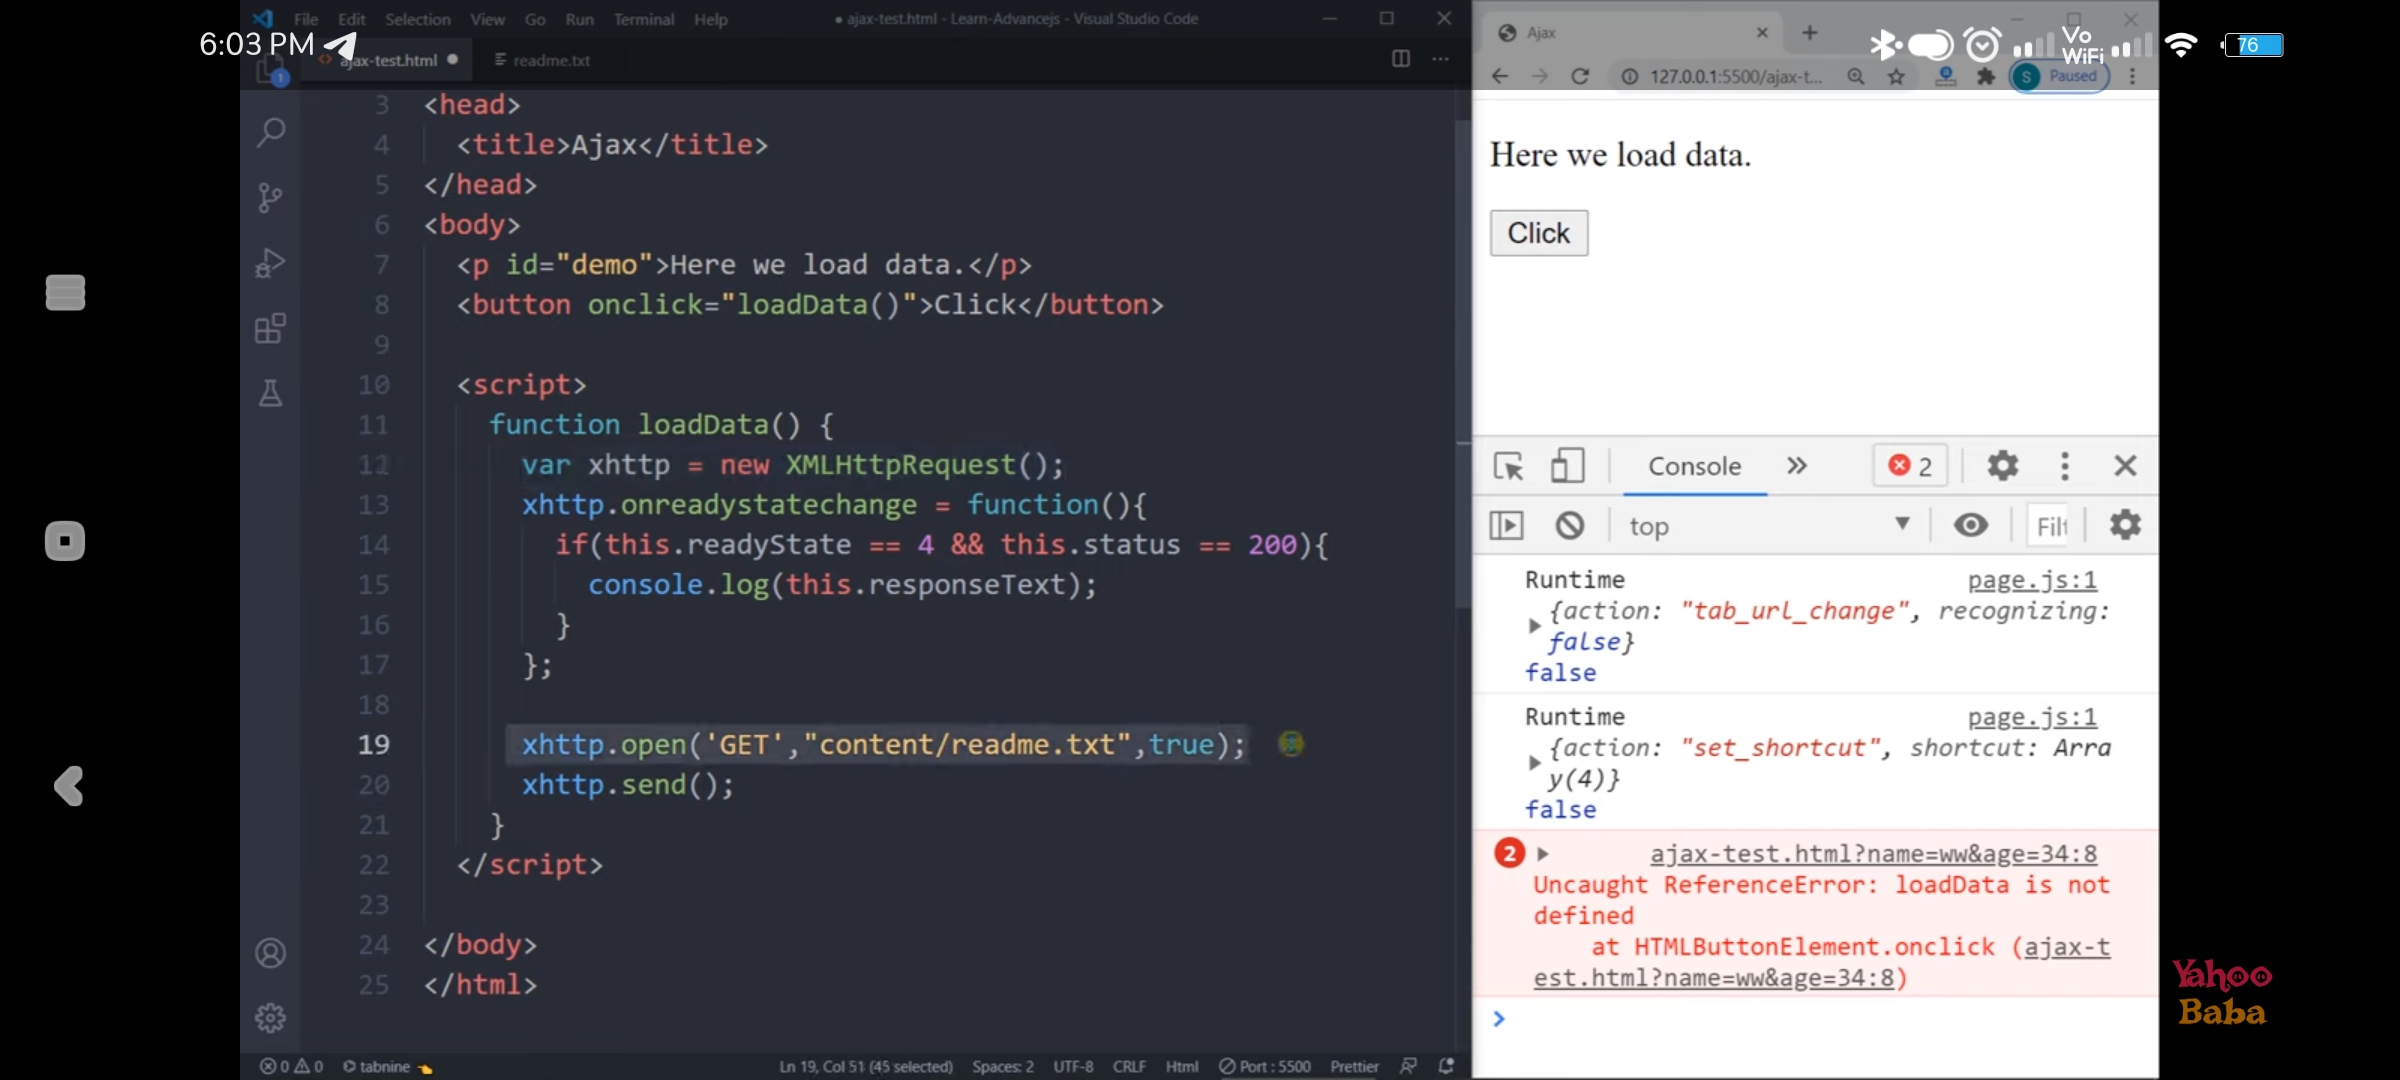 File Edit Selection View Go Run Terminal Help
● ajax-test.html - Learn-Advancejs - Visual Studio Code
6:03 PM
Vo WiFi
76
ajax-test.html ●
readme.txt
1
3 <head>
4 <title>Ajax</title>
5 </head>
6 <body>
7 <p id="demo">Here we load data.</p>
8 <button onclick="loadData()">Click</button>
9
10 <script>
11 function loadData() {
12 var xhttp = new XMLHttpRequest();
13 xhttp.onreadystatechange = function(){
14 if(this.readyState == 4 && this.status == 200){
15 console.log(this.responseText);
16 }
17 };
18
19 xhttp.open('GET',"content/readme.txt",true);
20 xhttp.send();
21 }
22 </script>
23
24 </body>
25 </html>
0 0 tabnine
Ln 19, Col 51 (45 selected) Spaces: 2 UTF-8 CRLF Html Port : 5500 Prettier
Ajax
127.0.0.1:5500/ajax-t...
S Paused
Here we load data.
Click
Console » 2
top Filt
Runtime page.js:1
{action: "tab_url_change", recognizing:
false}
false
Runtime page.js:1
{action: "set_shortcut", shortcut: Arra
y(4)}
false
2 ajax-test.html?name=ww&age=34:8
Uncaught ReferenceError: loadData is not
defined
at HTMLButtonElement.onclick (ajax-t
est.html?name=ww&age=34:8)
>
Yahoo
Baba